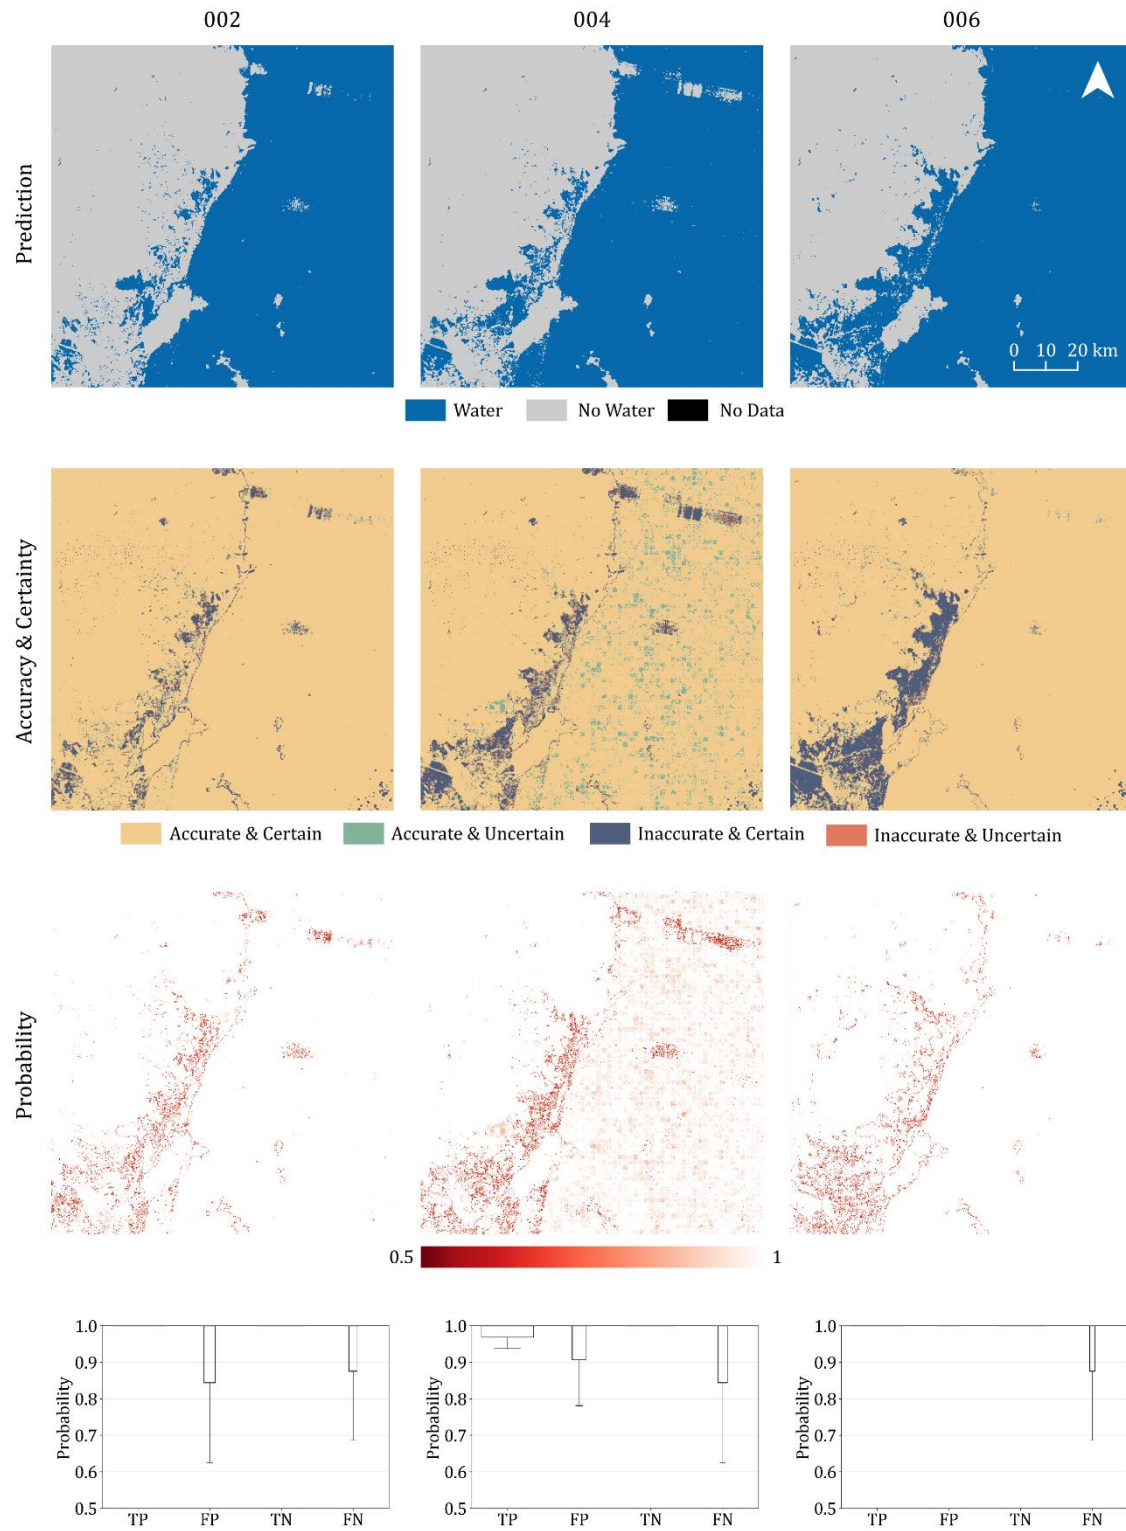 002 004 006
Prediction
0 10 20 km
Water No Water No Data
Accuracy & Certainty
Accurate & Certain Accurate & Uncertain Inaccurate & Certain Inaccurate & Uncertain
Probability
0.5 1
Probability
1.0
0.9
0.8
0.7
0.6
0.5
TP FP TN FN
Probability
1.0
0.9
0.8
0.7
0.6
0.5
TP FP TN FN
Probability
1.0
0.9
0.8
0.7
0.6
0.5
TP FP TN FN